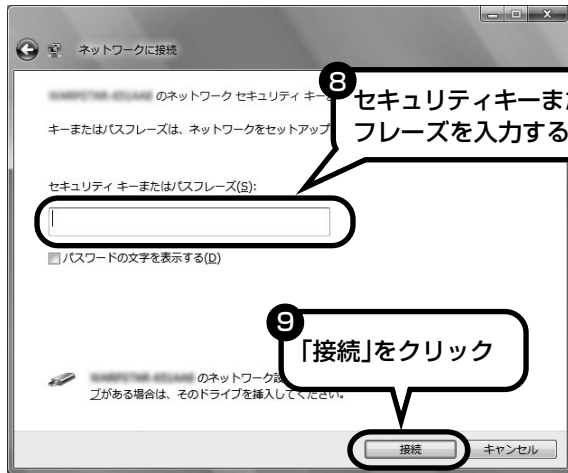 ネットワークに接続
のネットワーク セキュリティ キー
キーまたはパスフレーズは、ネットワークをセットアップ
8
セキュリティキーまた
フレーズを入力する
セキュリティ キーまたはパスフレーズ(S):
パスワードの文字を表示する(D)
9
「接続」をクリック
のネットワーク設
ブがある場合は、そのドライブを挿入してください。
接続
キャンセル